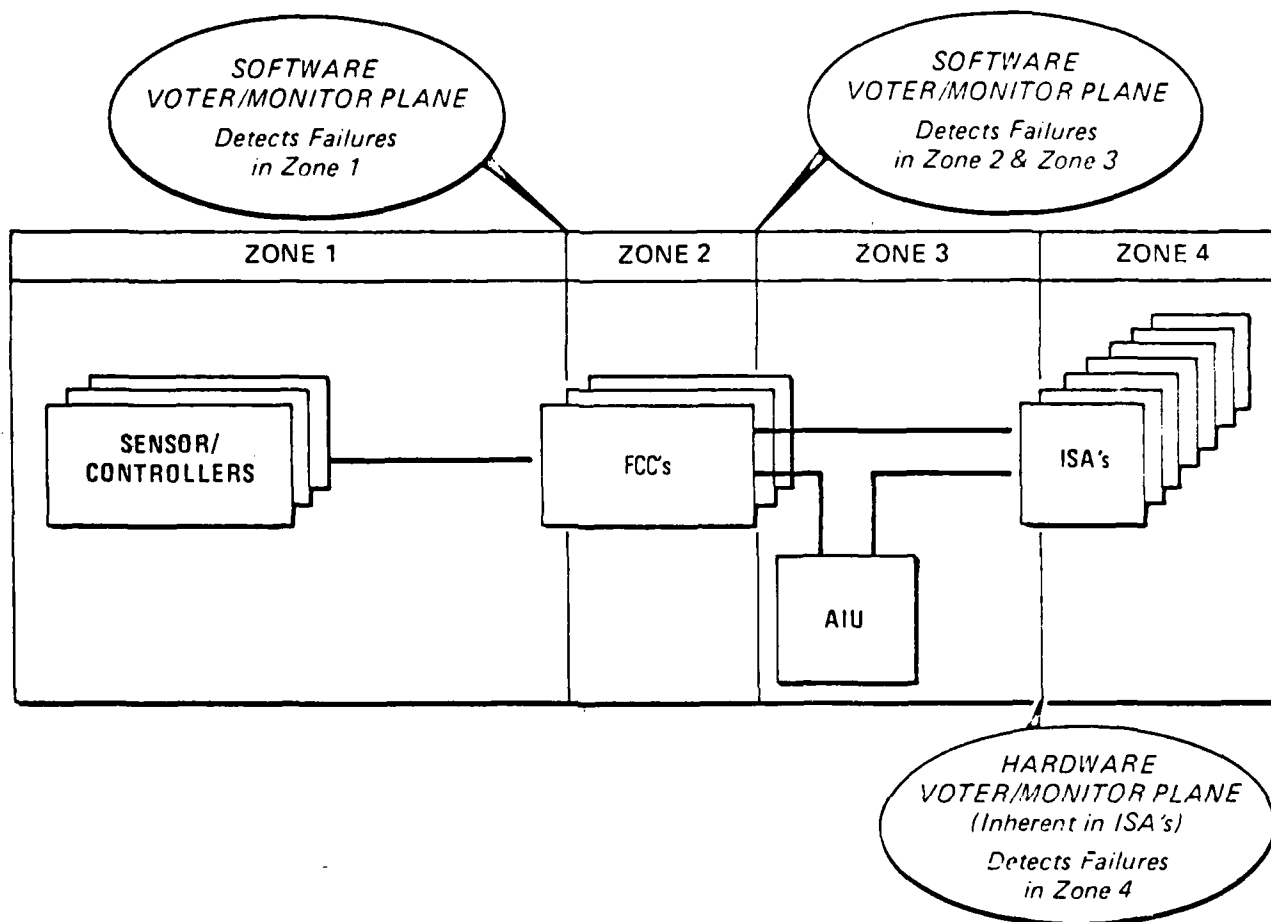 SOFTWARE
VOTER/MONITOR PLANE
Detects Failures
in Zone 1
SOFTWARE
VOTER/MONITOR PLANE
Detects Failures
in Zone 2 & Zone 3
ZONE 1
ZONE 2
ZONE 3
ZONE 4
SENSOR/
CONTROLLERS
FCC's
ISA's
AIU
HARDWARE
VOTER/MONITOR PLANE
(Inherent in ISA's)
Detects Failures
in Zone 4